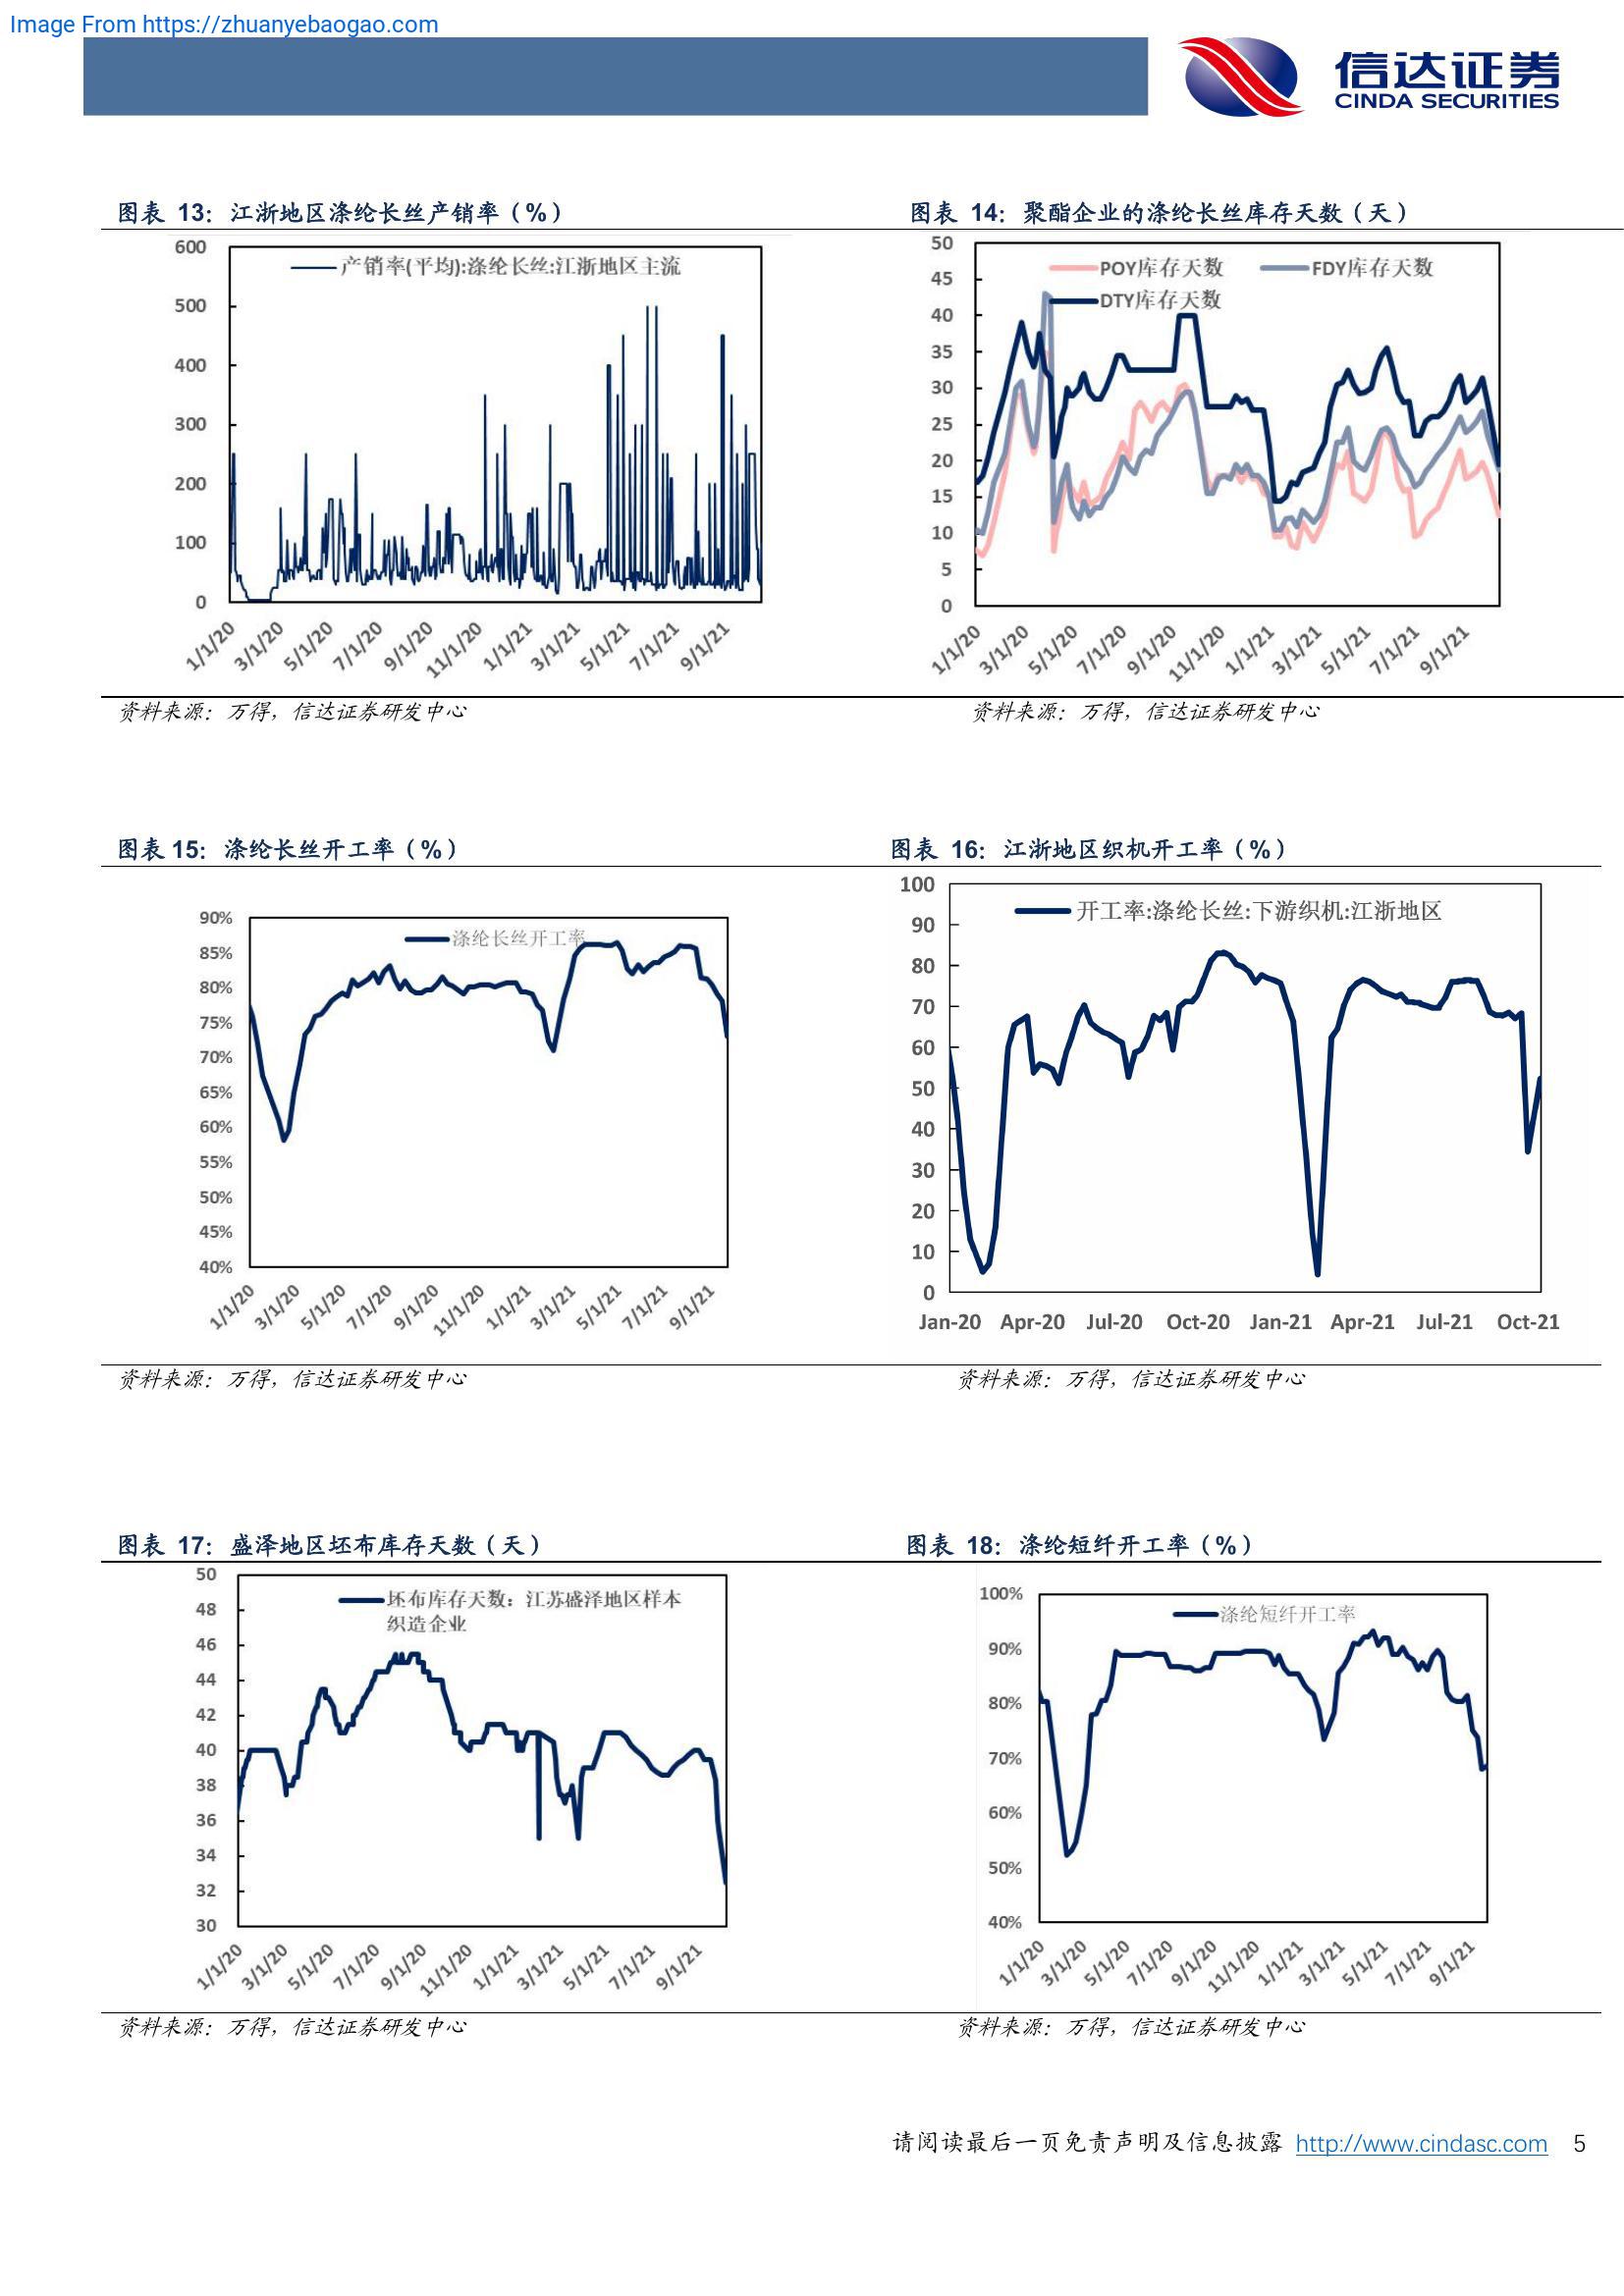 Image From https://zhuanyebaogao.com
信达证券
CINDA SECURITIES
图表 13：江浙地区涤纶长丝产销率（%）
600
500
400
300
200
100
0
产销率(平均):涤纶长丝:江浙地区主流
1/1/20 3/1/20 5/1/20 7/1/20 9/1/20 11/1/20 1/1/21 3/1/21 5/1/21 7/1/21 9/1/21
资料来源：万得，信达证券研发中心
图表 14：聚酯企业的涤纶长丝库存天数（天）
50
45
40
35
30
25
20
15
10
5
0
POY库存天数 FDY库存天数
DTY库存天数
1/1/20 3/1/20 5/1/20 7/1/20 9/1/20 11/1/20 1/1/21 3/1/21 5/1/21 7/1/21 9/1/21
资料来源：万得，信达证券研发中心
图表 15：涤纶长丝开工率（%）
90%
85%
80%
75%
70%
65%
60%
55%
50%
45%
40%
涤纶长丝开工率
1/1/20 3/1/20 5/1/20 7/1/20 9/1/20 11/1/20 1/1/21 3/1/21 5/1/21 7/1/21 9/1/21
资料来源：万得，信达证券研发中心
图表 16：江浙地区织机开工率（%）
100
90
80
70
60
50
40
30
20
10
0
开工率:涤纶长丝:下游织机:江浙地区
Jan-20 Apr-20 Jul-20 Oct-20 Jan-21 Apr-21 Jul-21 Oct-21
资料来源：万得，信达证券研发中心
图表 17：盛泽地区坯布库存天数（天）
50
48
46
44
42
40
38
36
34
32
30
坯布库存天数：江苏盛泽地区样本
织造企业
1/1/20 3/1/20 5/1/20 7/1/20 9/1/20 11/1/20 1/1/21 3/1/21 5/1/21 7/1/21 9/1/21
资料来源：万得，信达证券研发中心
图表 18：涤纶短纤开工率（%）
100%
90%
80%
70%
60%
50%
40%
涤纶短纤开工率
1/1/20 3/1/20 5/1/20 7/1/20 9/1/20 11/1/20 1/1/21 3/1/21 5/1/21 7/1/21 9/1/21
资料来源：万得，信达证券研发中心
请阅读最后一页免责声明及信息披露 http://www.cindasc.com 5